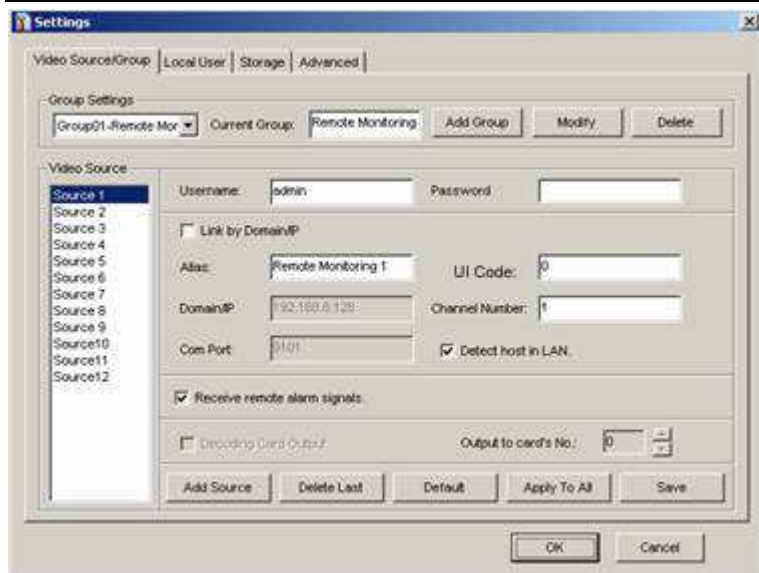 Settings
Video Source/Group Local User Storage Advanced
Group Settings
Group01-Remote Mor Current Group: Remote Monitoring Add Group Modify Delete
Video Source
Source 1
Source 2
Source 3
Source 4
Source 5
Source 6
Source 7
Source 8
Source 9
Source10
Source11
Source12
Username: admin Password
Link by Domain/IP
Alias: Remote Monitoring 1 UI Code: 0
Domain/IP 192.168.6.128 Channel Number: 1
Com Port: 0101 Detect host in LAN.
Receive remote alarm signals.
Decoding Card Output Output to card's No.: 0
Add Source Delete Last Default Apply To All Save
OK Cancel